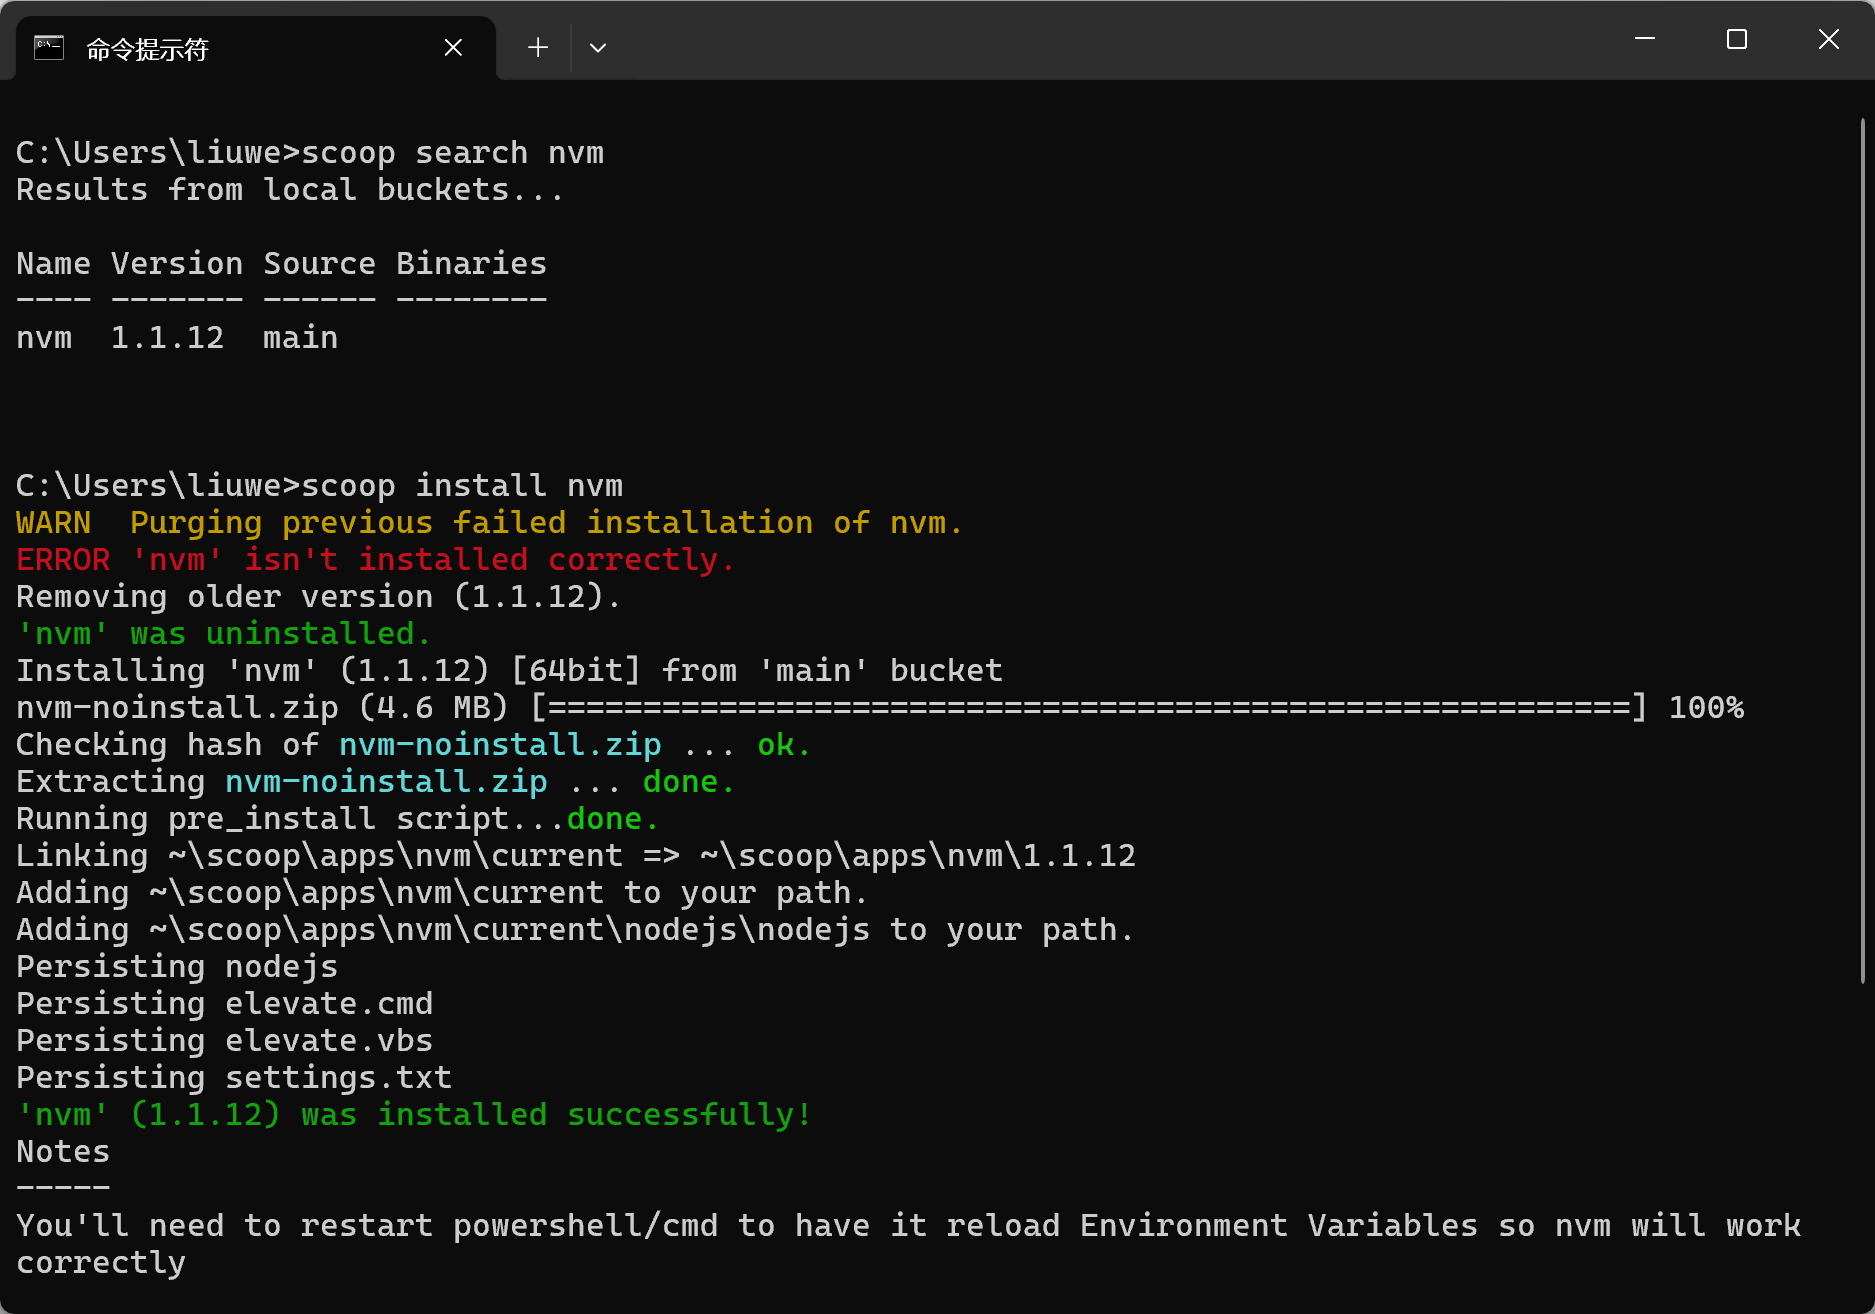 命令提示符
C:\Users\liuwe>scoop search nvm
Results from local buckets...
Name Version Source Binaries
---- ------- ------ --------
nvm  1.1.12  main
C:\Users\liuwe>scoop install nvm
WARN  Purging previous failed installation of nvm.
ERROR 'nvm' isn't installed correctly.
Removing older version (1.1.12).
'nvm' was uninstalled.
Installing 'nvm' (1.1.12) [64bit] from 'main' bucket
nvm-noinstall.zip (4.6 MB) [=========================================================] 100%
Checking hash of nvm-noinstall.zip ... ok.
Extracting nvm-noinstall.zip ... done.
Running pre_install script...done.
Linking ~\scoop\apps\nvm\current => ~\scoop\apps\nvm\1.1.12
Adding ~\scoop\apps\nvm\current to your path.
Adding ~\scoop\apps\nvm\current\nodejs\nodejs to your path.
Persisting nodejs
Persisting elevate.cmd
Persisting elevate.vbs
Persisting settings.txt
'nvm' (1.1.12) was installed successfully!
Notes
-----
You'll need to restart powershell/cmd to have it reload Environment Variables so nvm will work
correctly